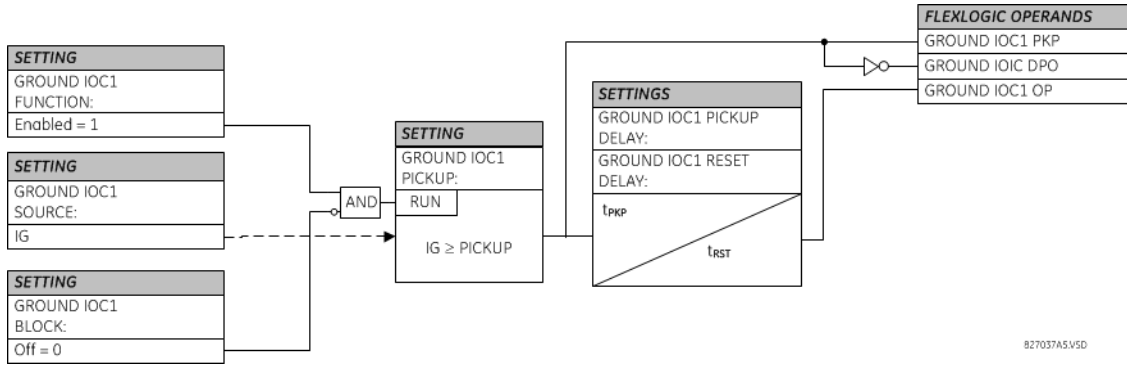 SETTING
GROUND IOC1
FUNCTION:
Enabled = 1
SETTING
GROUND IOC1
SOURCE:
IG
SETTING
GROUND IOC1
BLOCK:
Off = 0
AND
SETTING
GROUND IOC1
PICKUP:
RUN
IG ≥ PICKUP
SETTINGS
GROUND IOC1 PICKUP
DELAY:
GROUND IOC1 RESET
DELAY:
tPKP
tRST
FLEXLOGIC OPERANDS
GROUND IOC1 PKP
GROUND IOIC DPO
GROUND IOC1 OP
827037A5.VSD